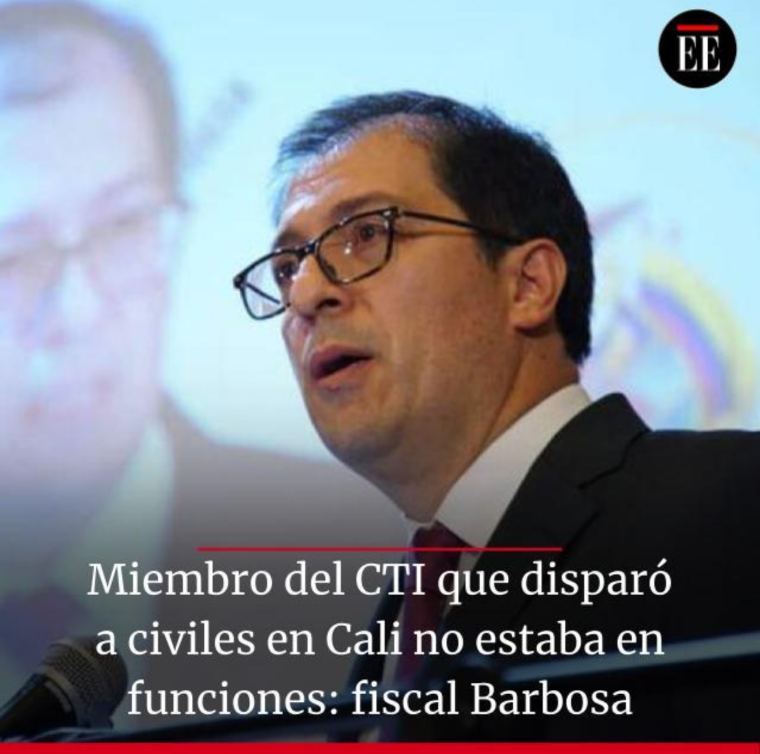 EE
Miembro del CTI que disparó
a civiles en Cali no estaba en
funciones: fiscal Barbosa